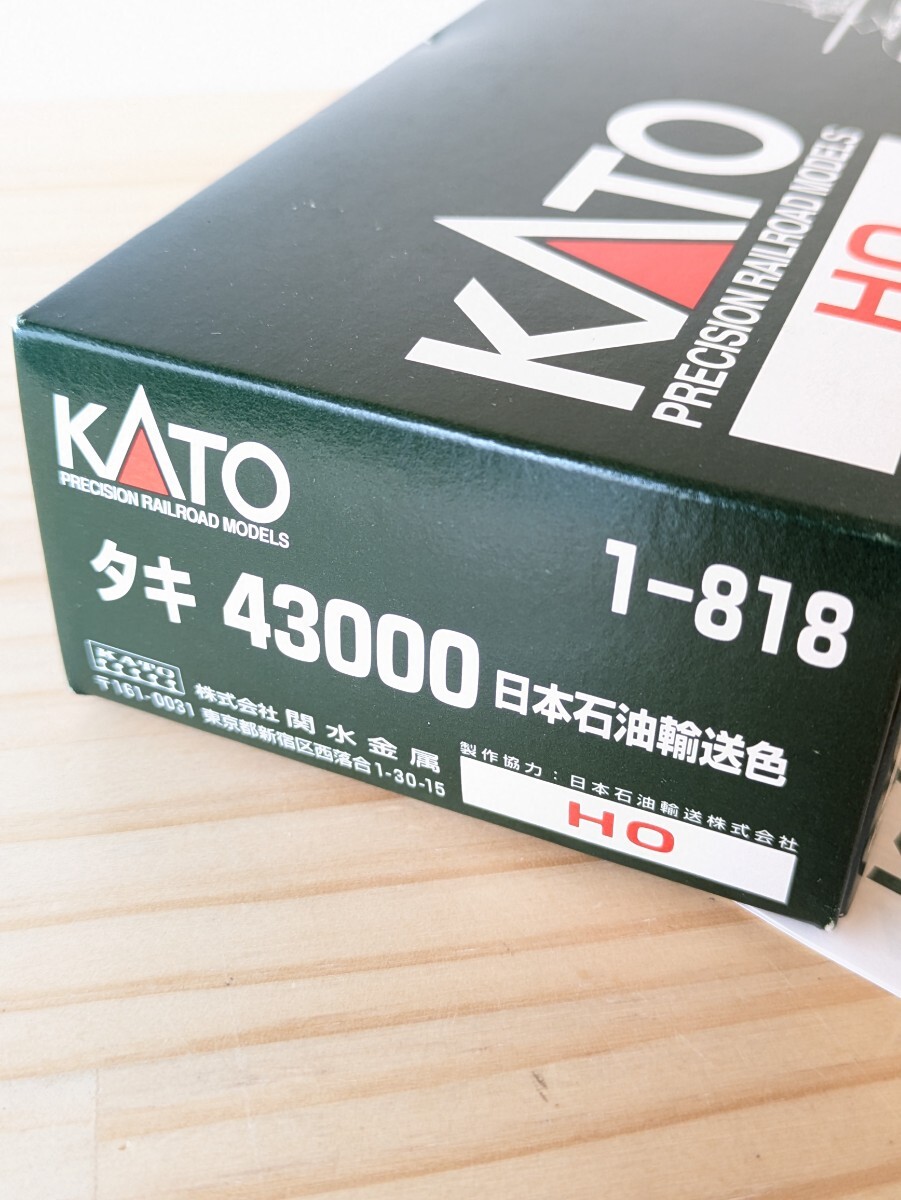 KATO
PRECISION RAILROAD MODELS
HO
KATO
PRECISION RAILROAD MODELS
タキ 43000 日本石油輸送色
1-818
KATO
株式会社 関水金属
〒161-0031 東京都新宿区西落合1-30-15
製作協力：日本石油輸送株式会社
HO